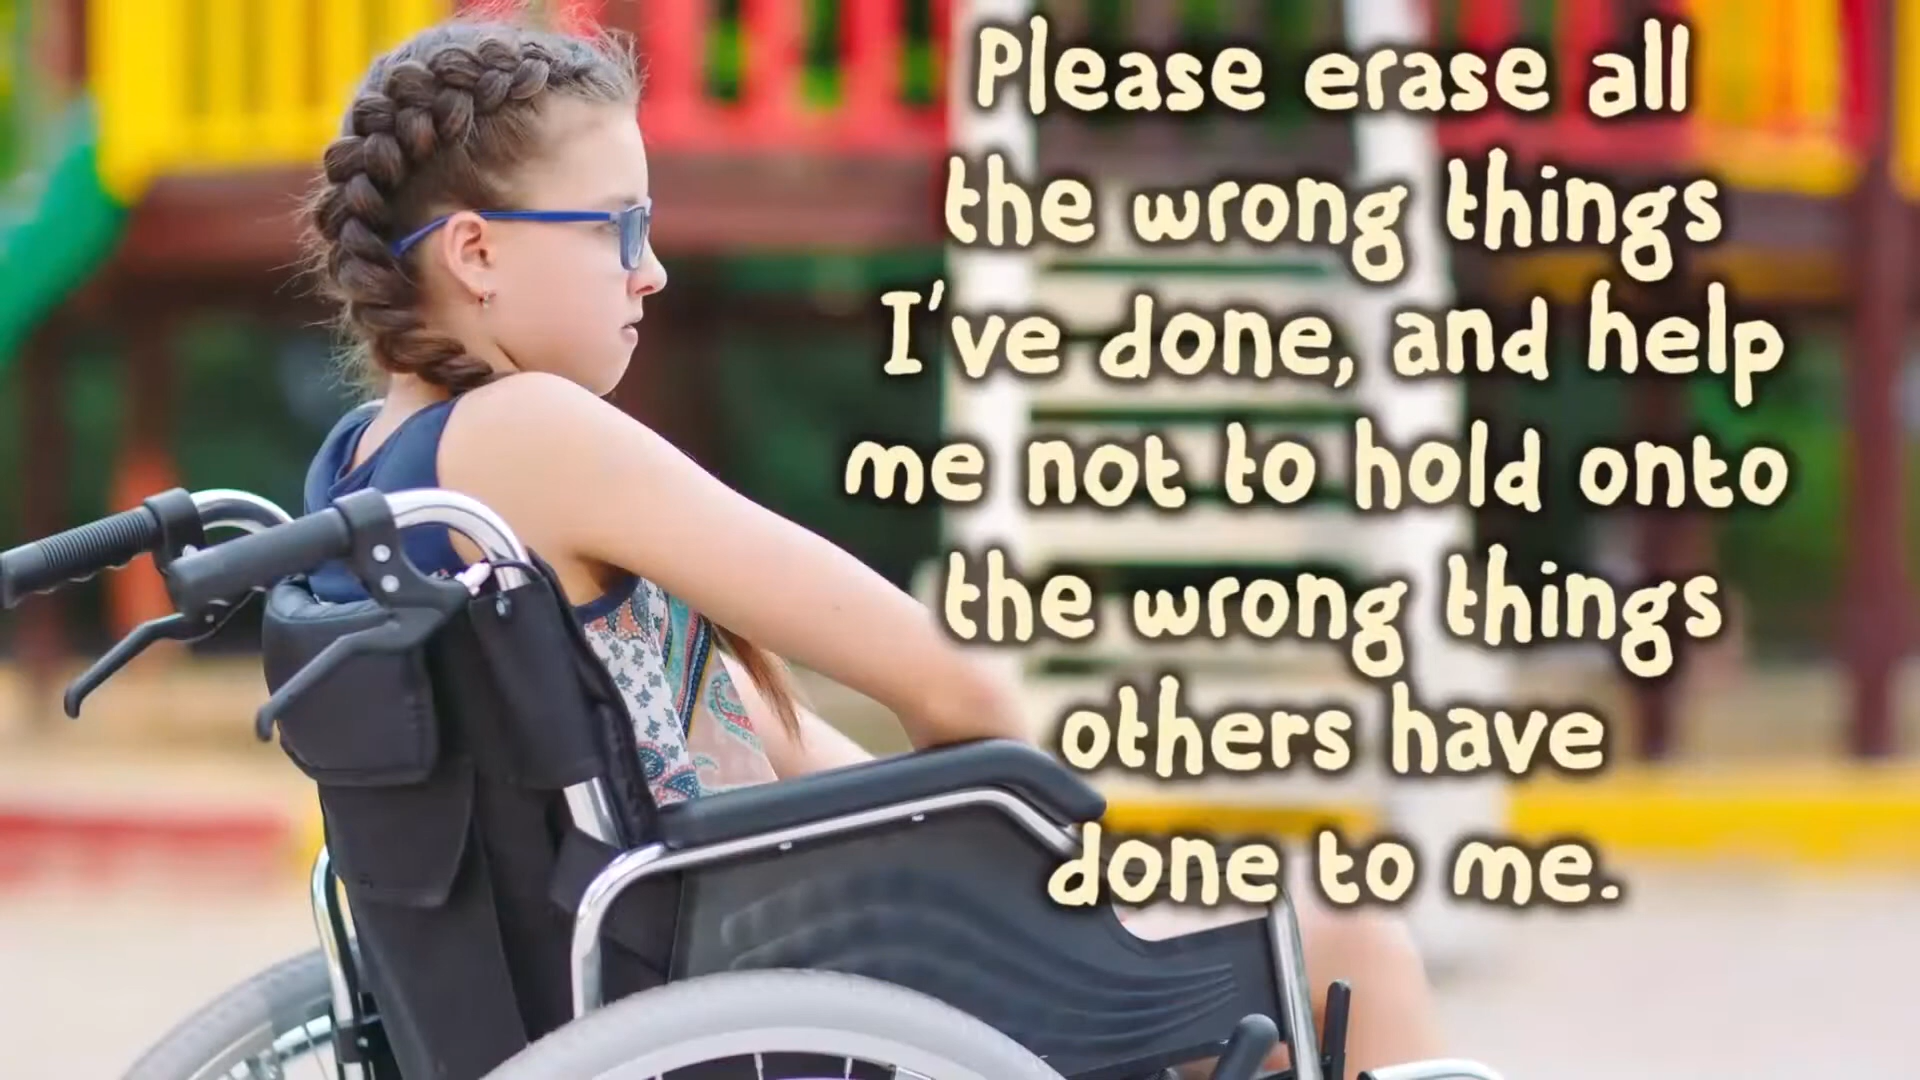 Please erase all
the wrong things
I've done, and help
me not to hold onto
the wrong things
others have
done to me.